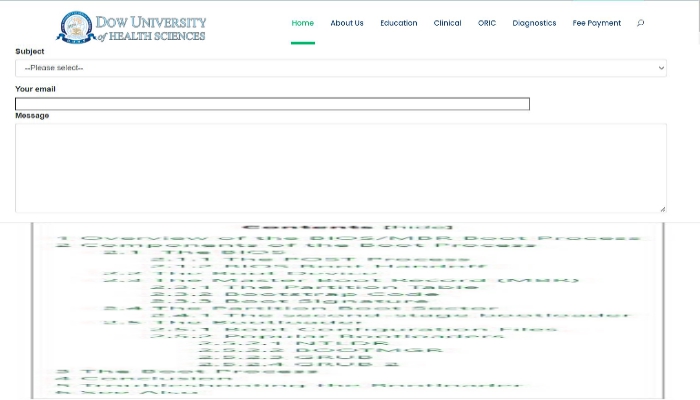 DOW UNIVERSITY
of HEALTH SCIENCES
Home About Us Education Clinical ORIC Diagnostics Fee Payment
Subject
--Please select--
Your email
Message
Contents [hide]
1 Overview of the BIOS/MBR Boot Process
2 Components of the Boot Process
2.1 The BIOS
2.1.1 The POST Process
2.1.2 BIOS Boot Handoff
2.2 The Boot Device
2.3 The Master Boot Record (MBR)
2.3.1 The Partition Table
2.3.2 Bootstrap Code
2.3.3 Boot Signature
2.4 The Partition Boot Sector
2.4.1 The second stage bootloader
2.5 The Bootloader
2.5.1 Boot Configuration Files
2.5.2 Popular Bootloaders
2.5.2.1 NTLDR
2.5.2.2 BOOTMGR
2.5.2.3 GRUB
2.5.2.4 GRUB 2
3 The Boot Process
4 Conclusion
5 Troubleshooting the Bootloader
6 See Also